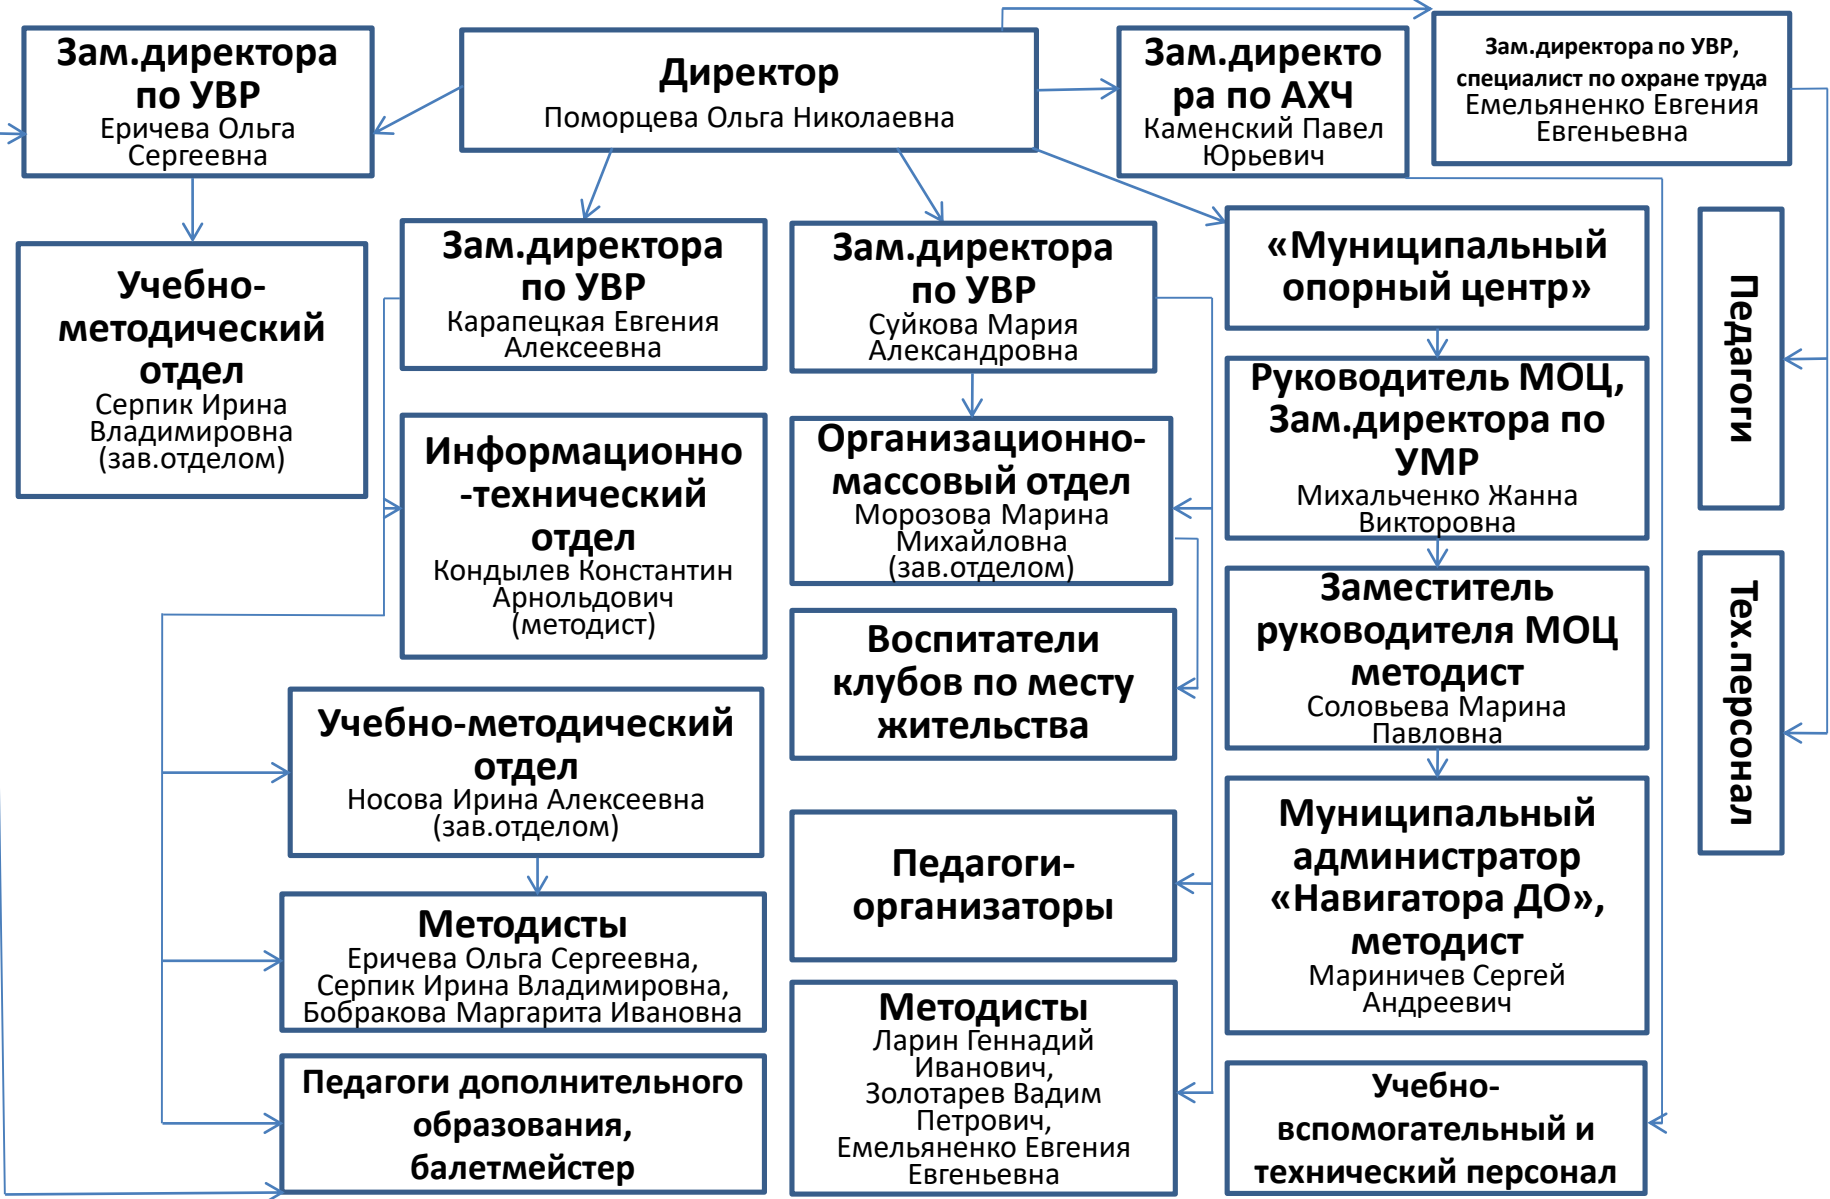 Зам.директора
по УВР
Еричева Ольга
Сергеевна
Директор
Поморцева Ольга Николаевна
Зам.директо
ра по АХЧ
Каменский Павел
Юрьевич
Зам.директора по УВР,
специалист по охране труда
Емельяненко Евгения
Евгеньевна
Учебно-
методический
отдел
Серпик Ирина
Владимировна
(зав.отделом)
Зам.директора
по УВР
Карапецкая Евгения
Алексеевна
Зам.директора
по УВР
Суйкова Мария
Александровна
«Муниципальный
опорный центр»
Педагоги
Информационно
-технический
отдел
Кондылев Константин
Арнольдович
(методист)
Организационно-
массовый отдел
Морозова Марина
Михайловна
(зав.отделом)
Руководитель МОЦ,
Зам.директора по
УМР
Михальченко Жанна
Викторовна
Тех.персонал
Воспитатели
клубов по месту
жительства
Заместитель
руководителя МОЦ
методист
Соловьева Марина
Павловна
Учебно-методический
отдел
Носова Ирина Алексеевна
(зав.отделом)
Педагоги-
организаторы
Муниципальный
администратор
«Навигатора ДО»,
методист
Мариничев Сергей
Андреевич
Методисты
Еричева Ольга Сергеевна,
Серпик Ирина Владимировна,
Бобракова Маргарита Ивановна
Методисты
Ларин Геннадий
Иванович,
Золотарев Вадим
Петрович,
Емельяненко Евгения
Евгеньевна
Педагоги дополнительного
образования,
балетмейстер
Учебно-
вспомогательный и
технический персонал